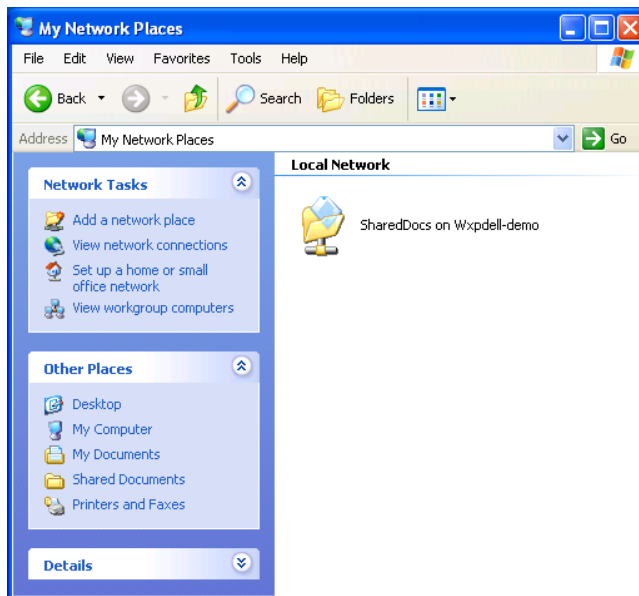 My Network Places
File Edit View Favorites Tools Help
Back Search Folders
Address My Network Places Go
Network Tasks
Add a network place
View network connections
Set up a home or small
office network
View workgroup computers
Other Places
Desktop
My Computer
My Documents
Shared Documents
Printers and Faxes
Details
Local Network
SharedDocs on Wxpdell-demo